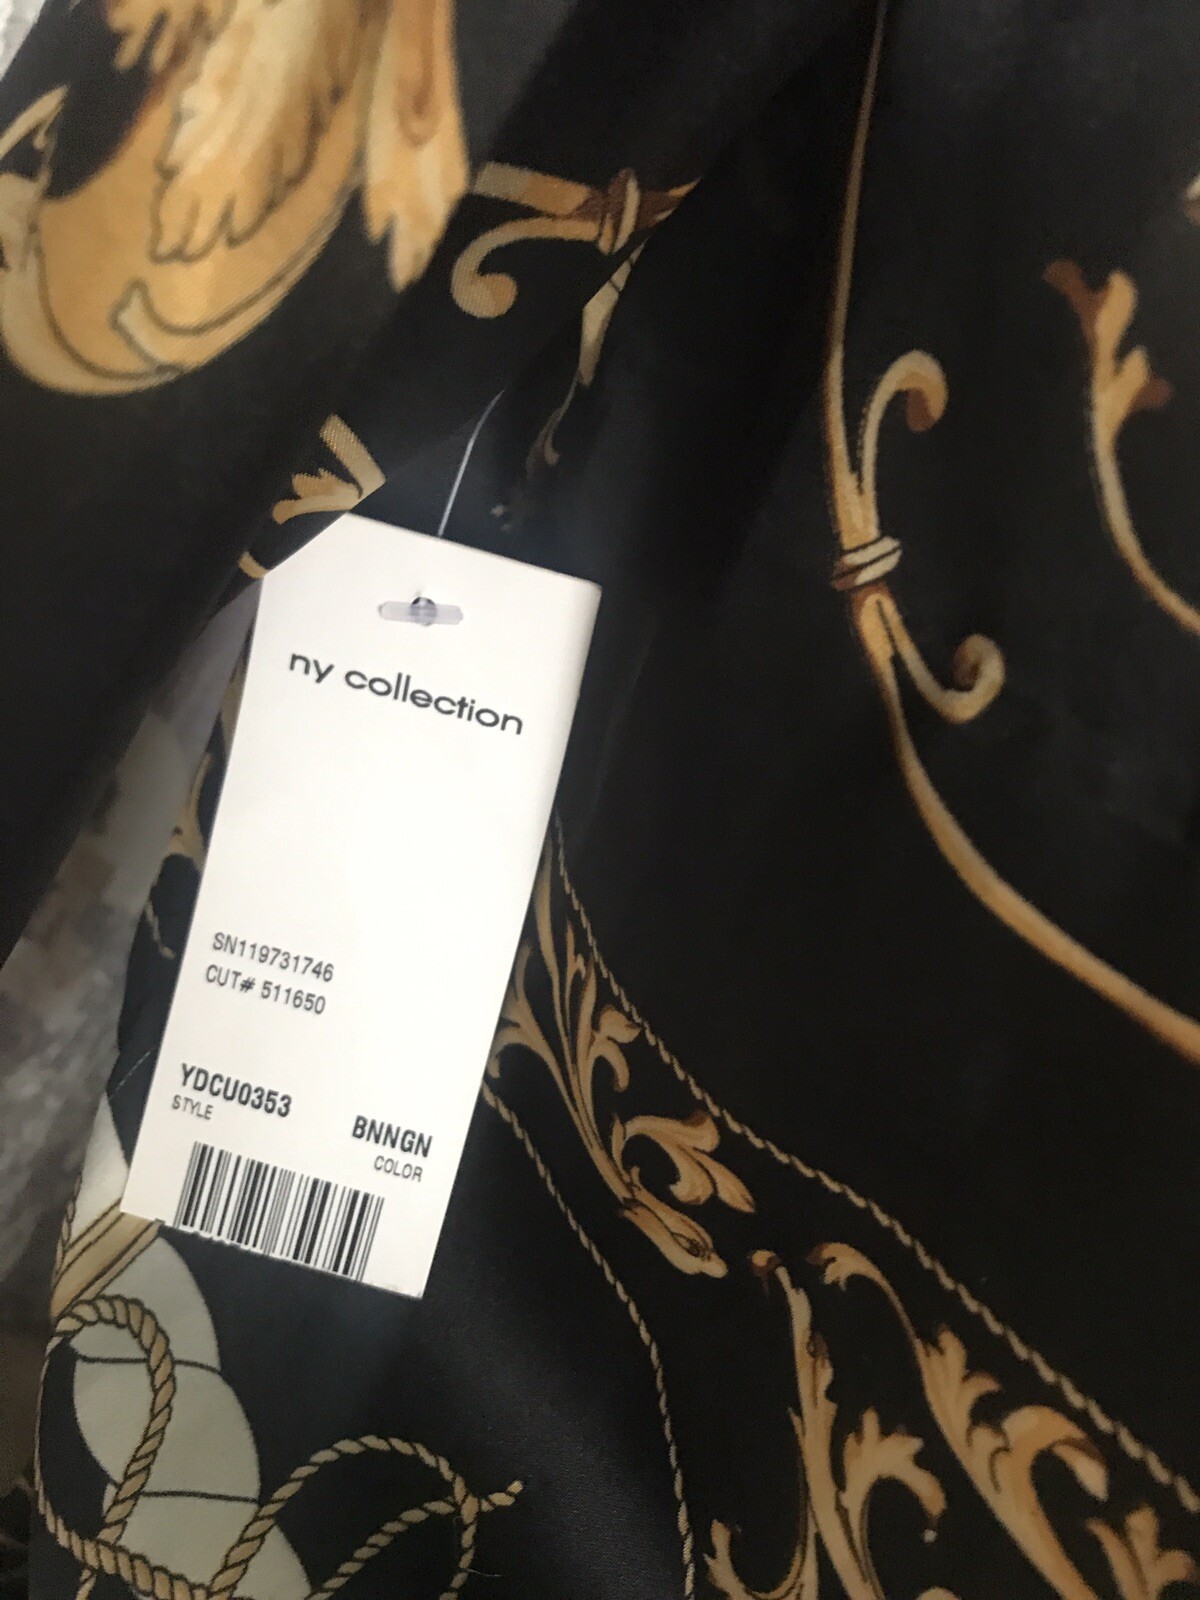 ny collection
SN119731746
CUT# 511650
YDCU0353
STYLE
BNNGN
COLOR